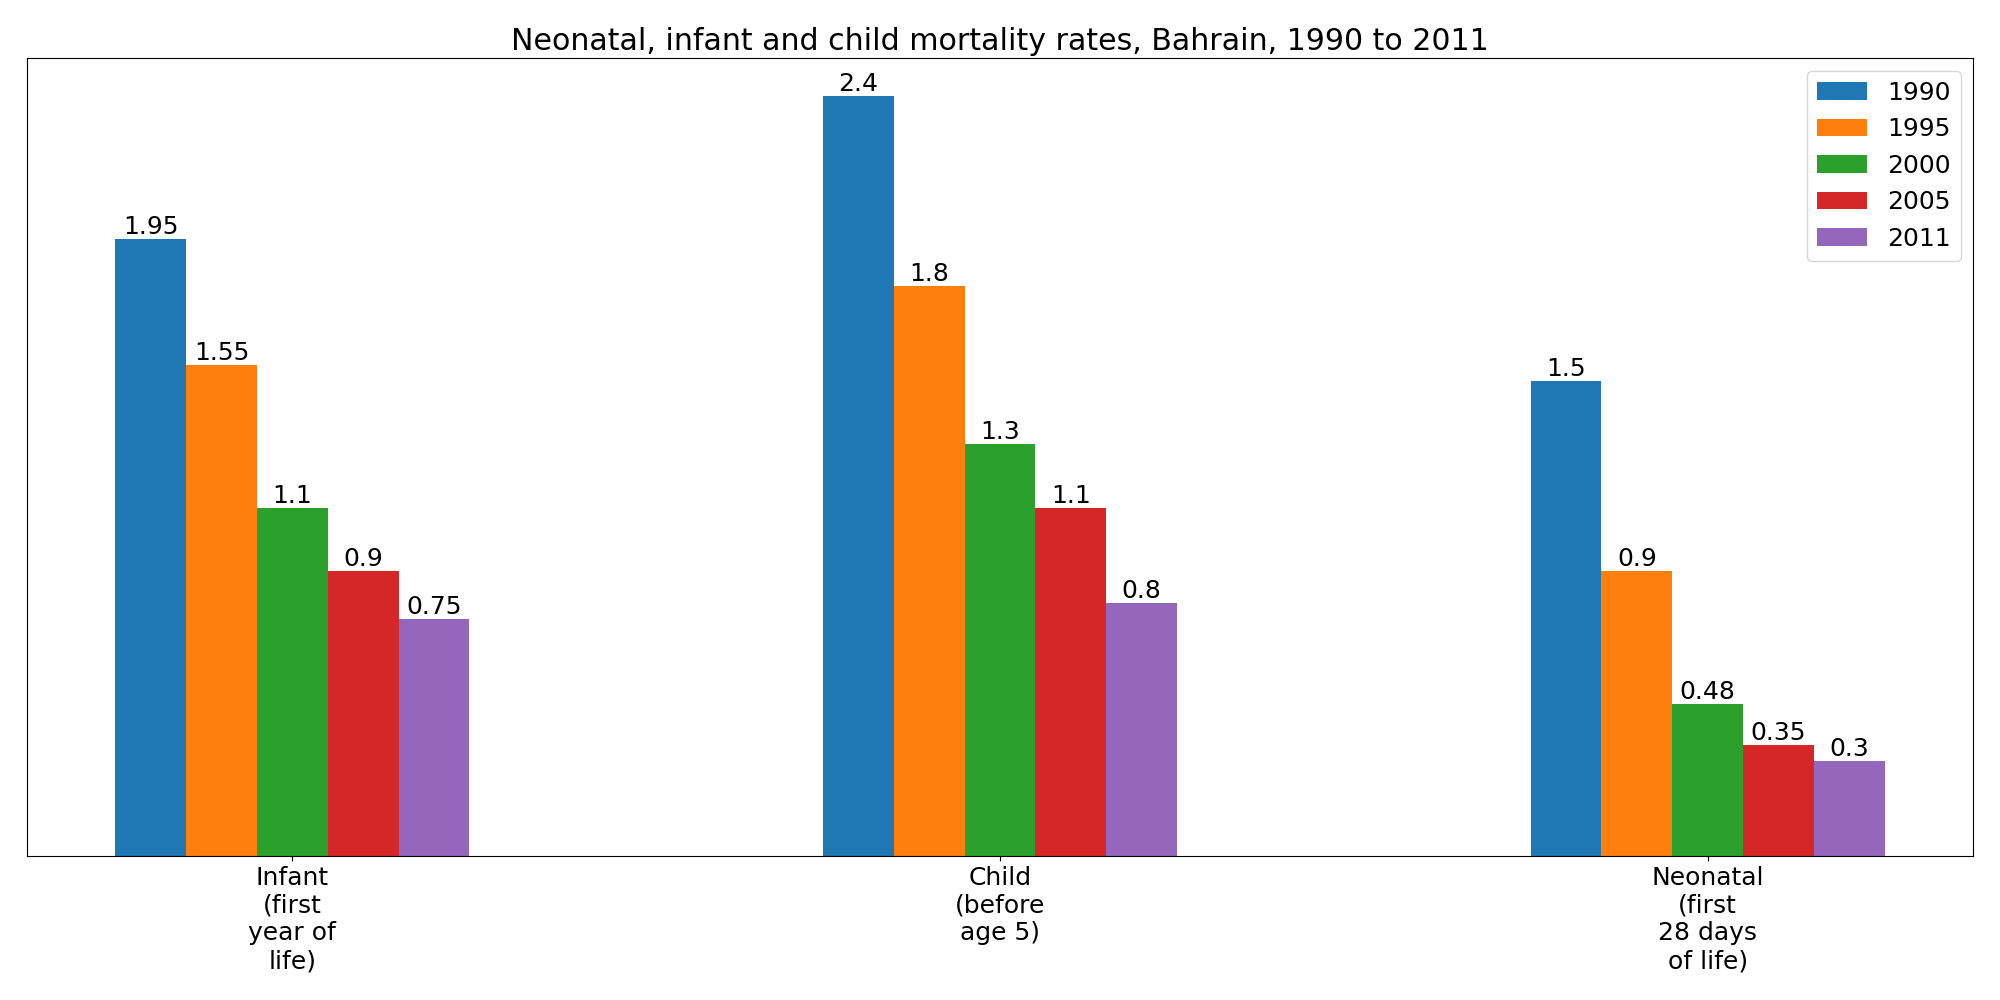 Neonatal, infant and child mortality rates, Bahrain, 1990 to 2011
1990
1995
2000
2005
2011
1.95
1.55
1.1
0.9
0.75
2.4
1.8
1.3
1.1
0.8
1.5
0.9
0.48
0.35
0.3
Infant
(first
year of
life)
Child
(before
age 5)
Neonatal
(first
28 days
of life)